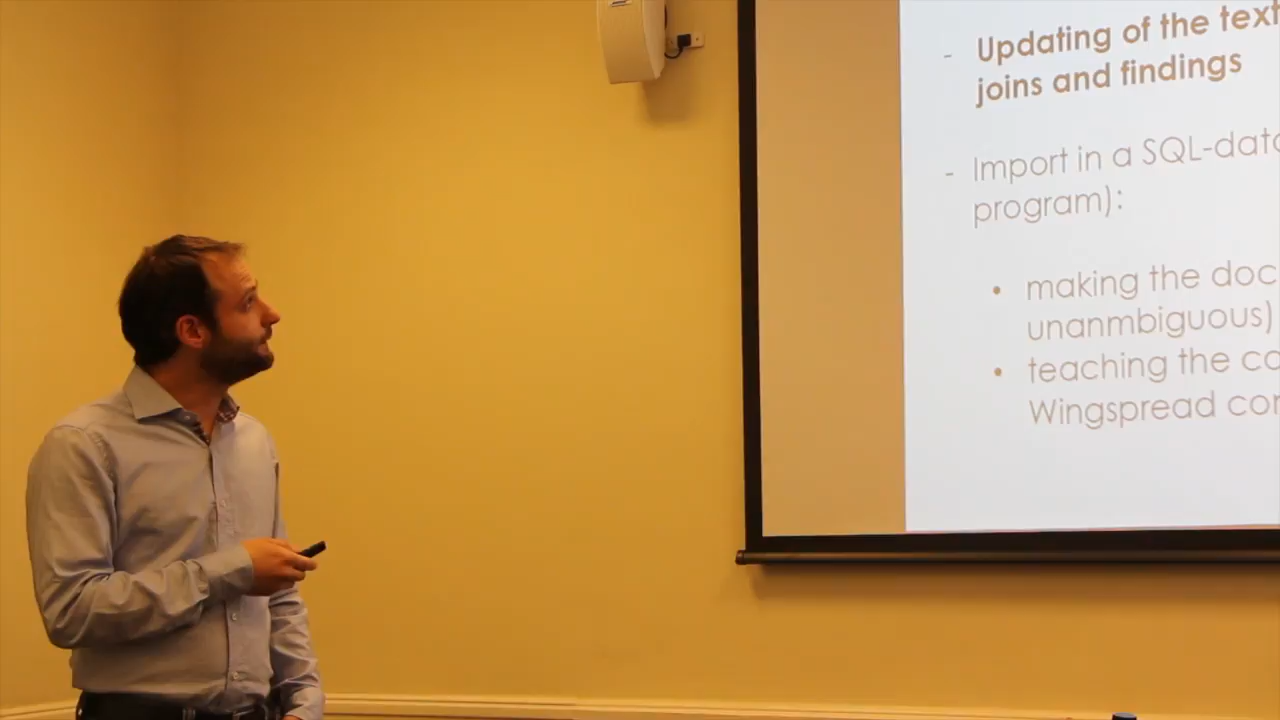 - Updating of the text
joins and findings
- Import in a SQL-data
program):
• making the doc
unanmbiguous)
• teaching the co
Wingspread con